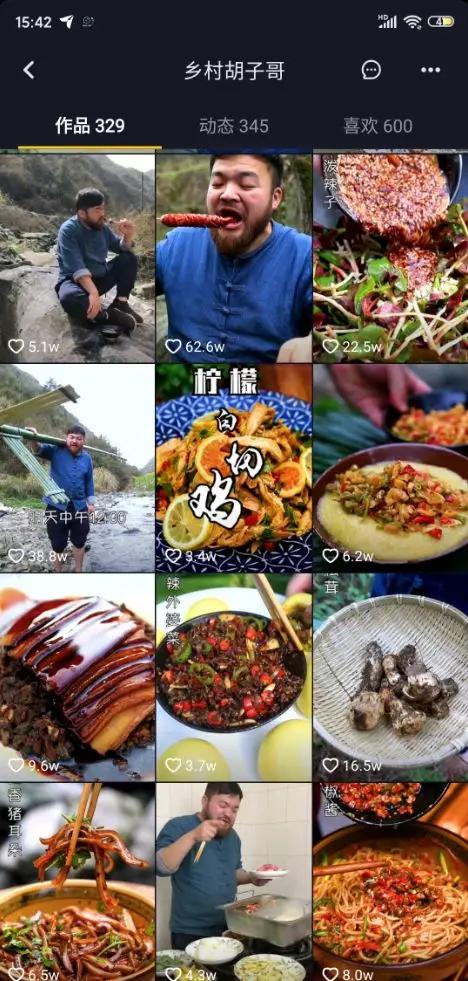 15:42
HD
乡村胡子哥
作品 329
动态 345
喜欢 600
泼辣子
5.1w
62.6w
22.5w
柠檬
白切鸡
天中午12:00
38.8w
3.4w
6.2w
辣外婆菜
茸
9.6w
3.7w
16.5w
香猪耳朵
椒酱
6.5w
4.3w
8.0w